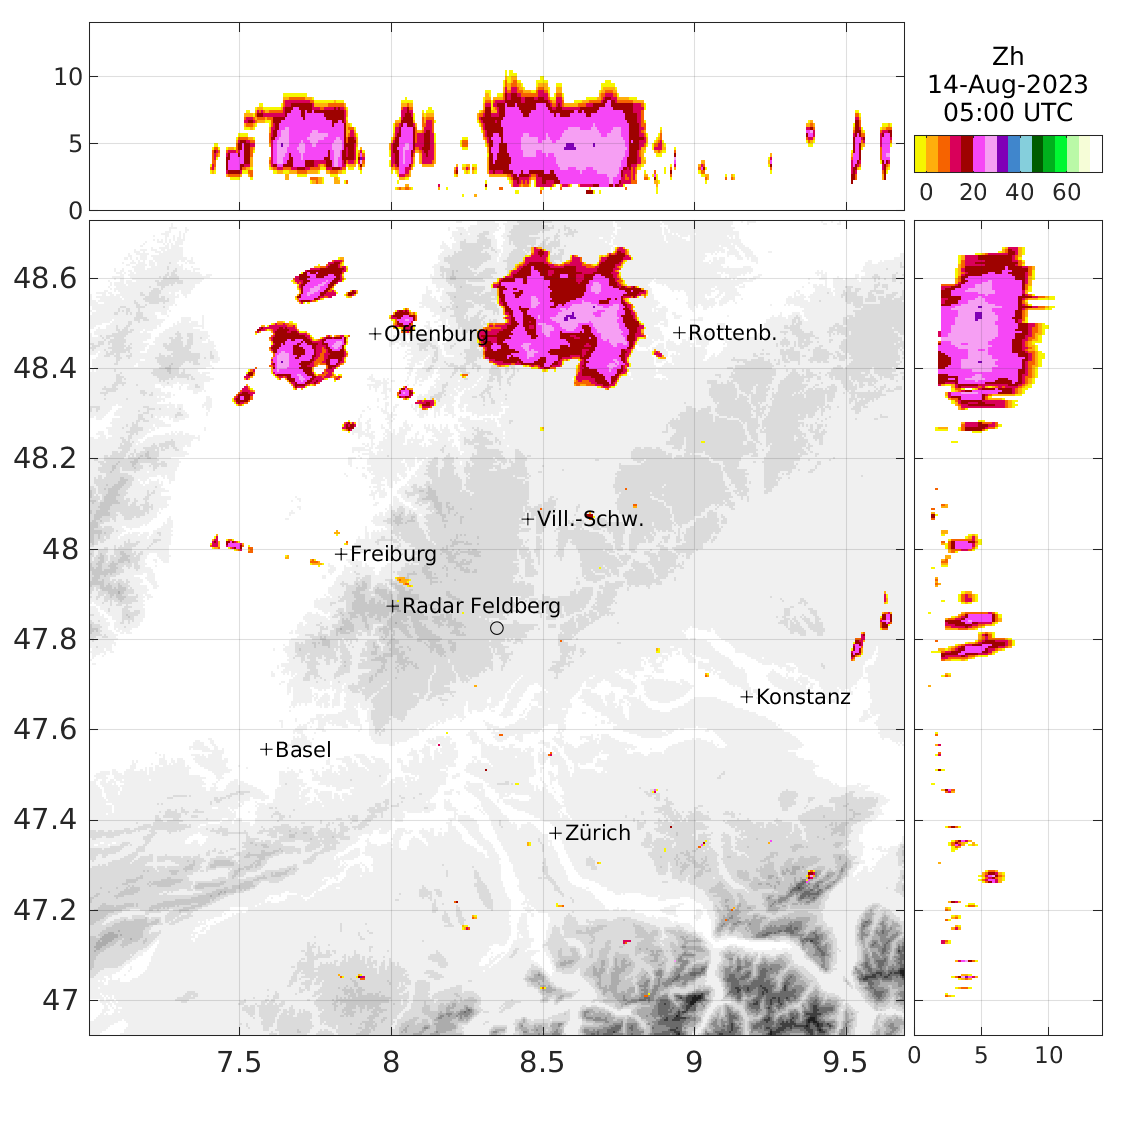 10
5
0
Zh
14-Aug-2023
05:00 UTC
0 20 40 60
48.6
48.4
48.2
48
47.8
47.6
47.4
47.2
47
+Offenburg
+Rottenb.
+Vill.-Schw.
+Freiburg
+Radar Feldberg
+Konstanz
+Basel
+Zürich
7.5 8 8.5 9 9.5
0 5 10